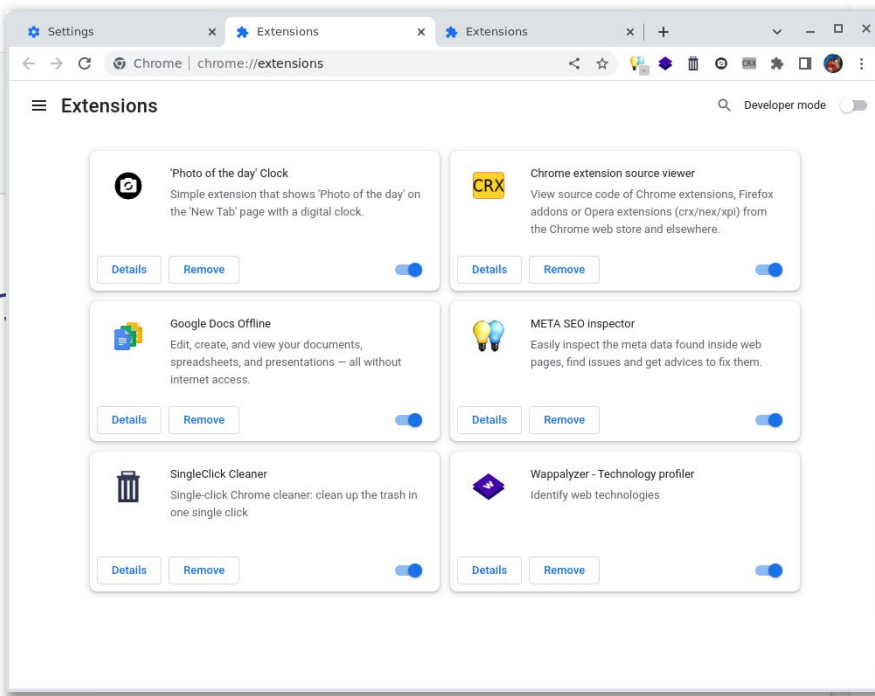 Settings
Extensions
Extensions
Chrome | chrome://extensions
CRX
Extensions
Developer mode
'Photo of the day' Clock
Simple extension that shows 'Photo of the day' on
the 'New Tab' page with a digital clock.
Details
Remove
CRX
Chrome extension source viewer
View source code of Chrome extensions, Firefox
addons or Opera extensions (crx/nex/xpi) from
the Chrome web store and elsewhere.
Details
Remove
Google Docs Offline
Edit, create, and view your documents,
spreadsheets, and presentations — all without
internet access.
Details
Remove
META SEO inspector
Easily inspect the meta data found inside web
pages, find issues and get advices to fix them.
Details
Remove
SingleClick Cleaner
Single-click Chrome cleaner: clean up the trash in
one single click
Details
Remove
Wappalyzer - Technology profiler
Identify web technologies
Details
Remove